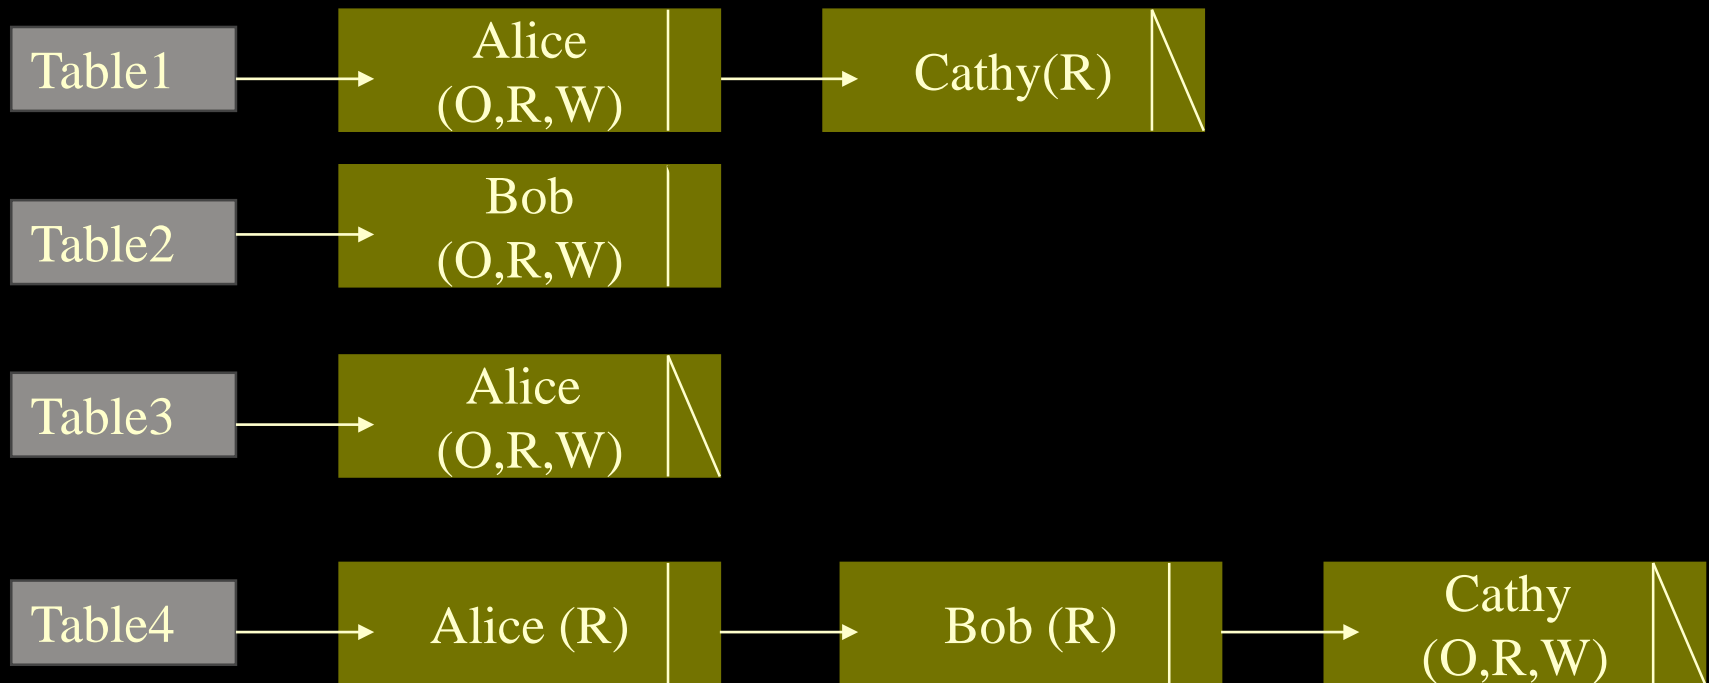 Table1
Alice
(O,R,W)
Cathy(R)
Table2
Bob
(O,R,W)
Table3
Alice
(O,R,W)
Table4
Alice (R)
Bob (R)
Cathy
(O,R,W)